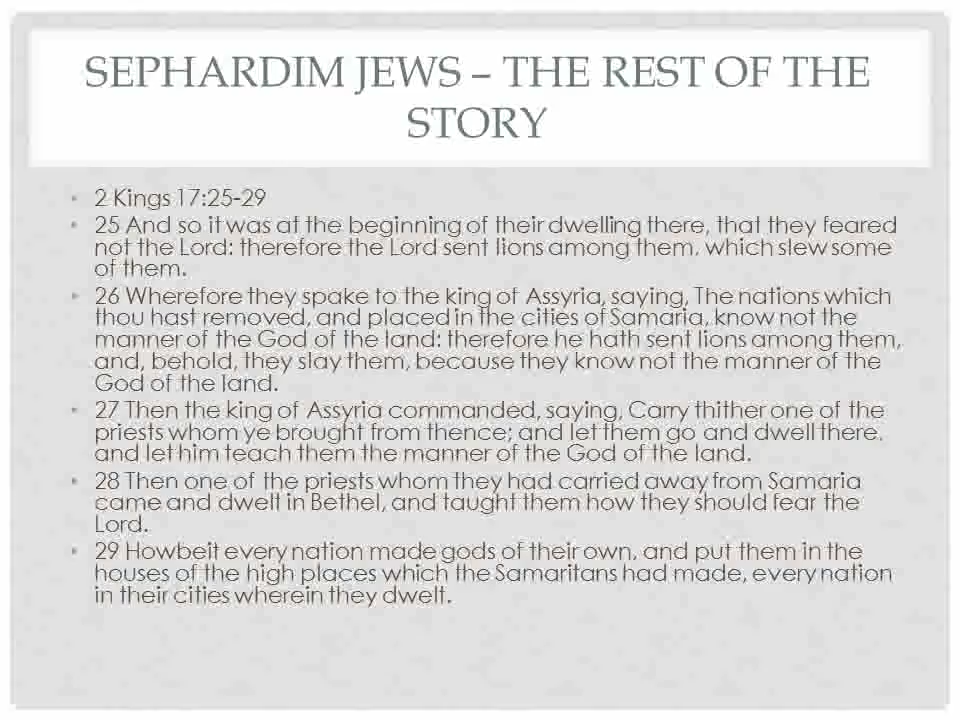 SEPHARDIM JEWS – THE REST OF THE
STORY
• 2 Kings 17:25-29
• 25 And so it was at the beginning of their dwelling there, that they feared
not the Lord: therefore the Lord sent lions among them, which slew some
of them.
• 26 Wherefore they spake to the king of Assyria, saying, The nations which
thou hast removed, and placed in the cities of Samaria, know not the
manner of the God of the land: therefore he hath sent lions among them,
and, behold, they slay them, because they know not the manner of the
God of the land.
• 27 Then the king of Assyria commanded, saying, Carry thither one of the
priests whom ye brought from thence; and let them go and dwell there,
and let him teach them the manner of the God of the land.
• 28 Then one of the priests whom they had carried away from Samaria
came and dwelt in Bethel, and taught them how they should fear the
Lord.
• 29 Howbeit every nation made gods of their own, and put them in the
houses of the high places which the Samaritans had made, every nation
in their cities wherein they dwelt.